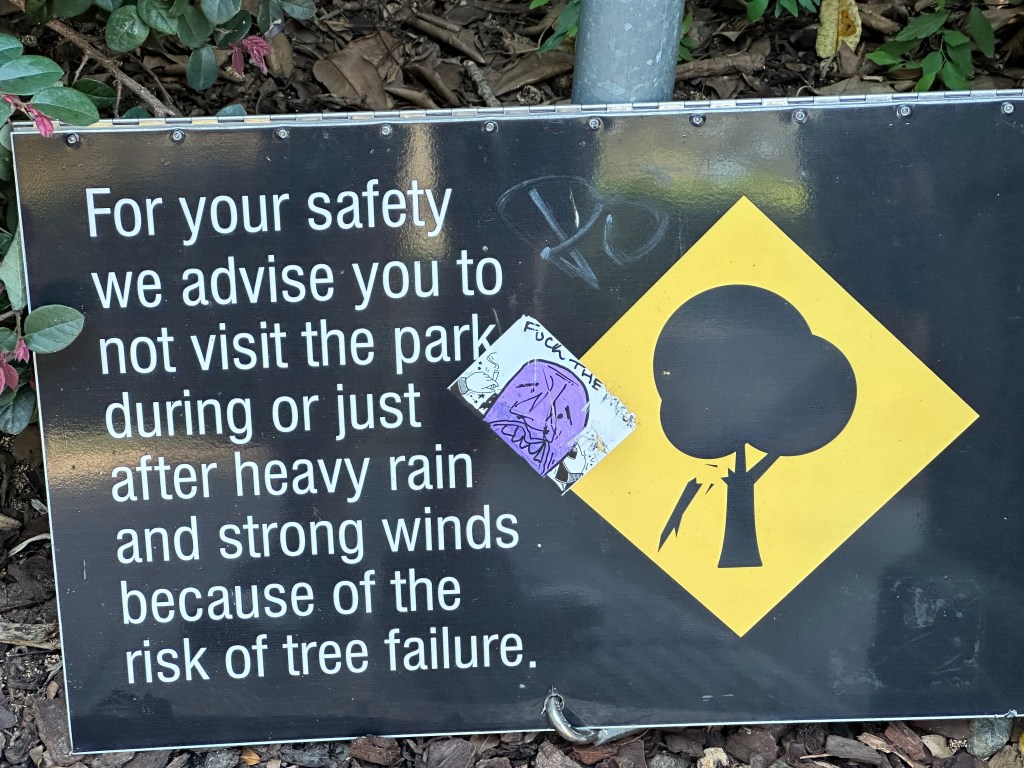 For your safety
we advise you to
not visit the park
during or just
after heavy rain
and strong winds
because of the
risk of tree failure.
FUCK THE